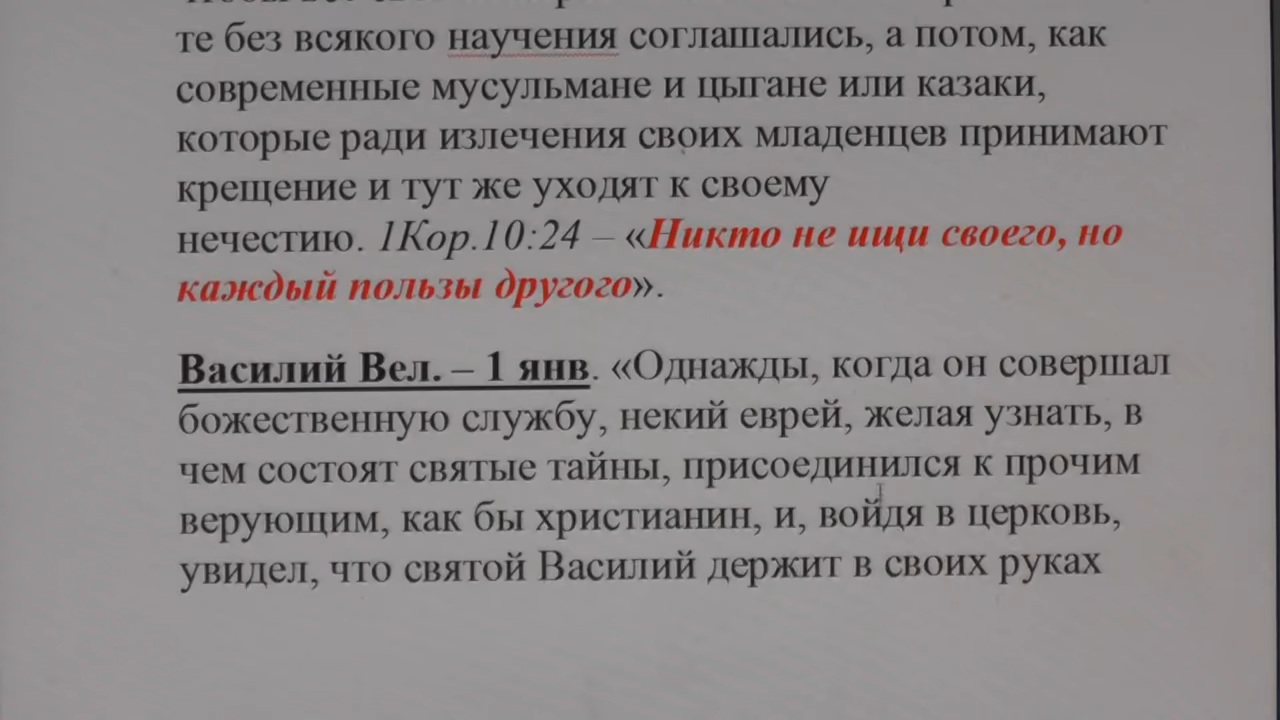 те без всякого научения соглашались, а потом, как
современные мусульмане и цыгане или казаки,
которые ради излечения своих младенцев принимают
крещение и тут же уходят к своему
нечестию. 1Кор.10:24 – «Никто не ищи своего, но
каждый пользы другого».
Василий Вел. – 1 янв. «Однажды, когда он совершал
божественную службу, некий еврей, желая узнать, в
чем состоят святые тайны, присоединился к прочим
верующим, как бы христианин, и, войдя в церковь,
увидел, что святой Василий держит в своих руках